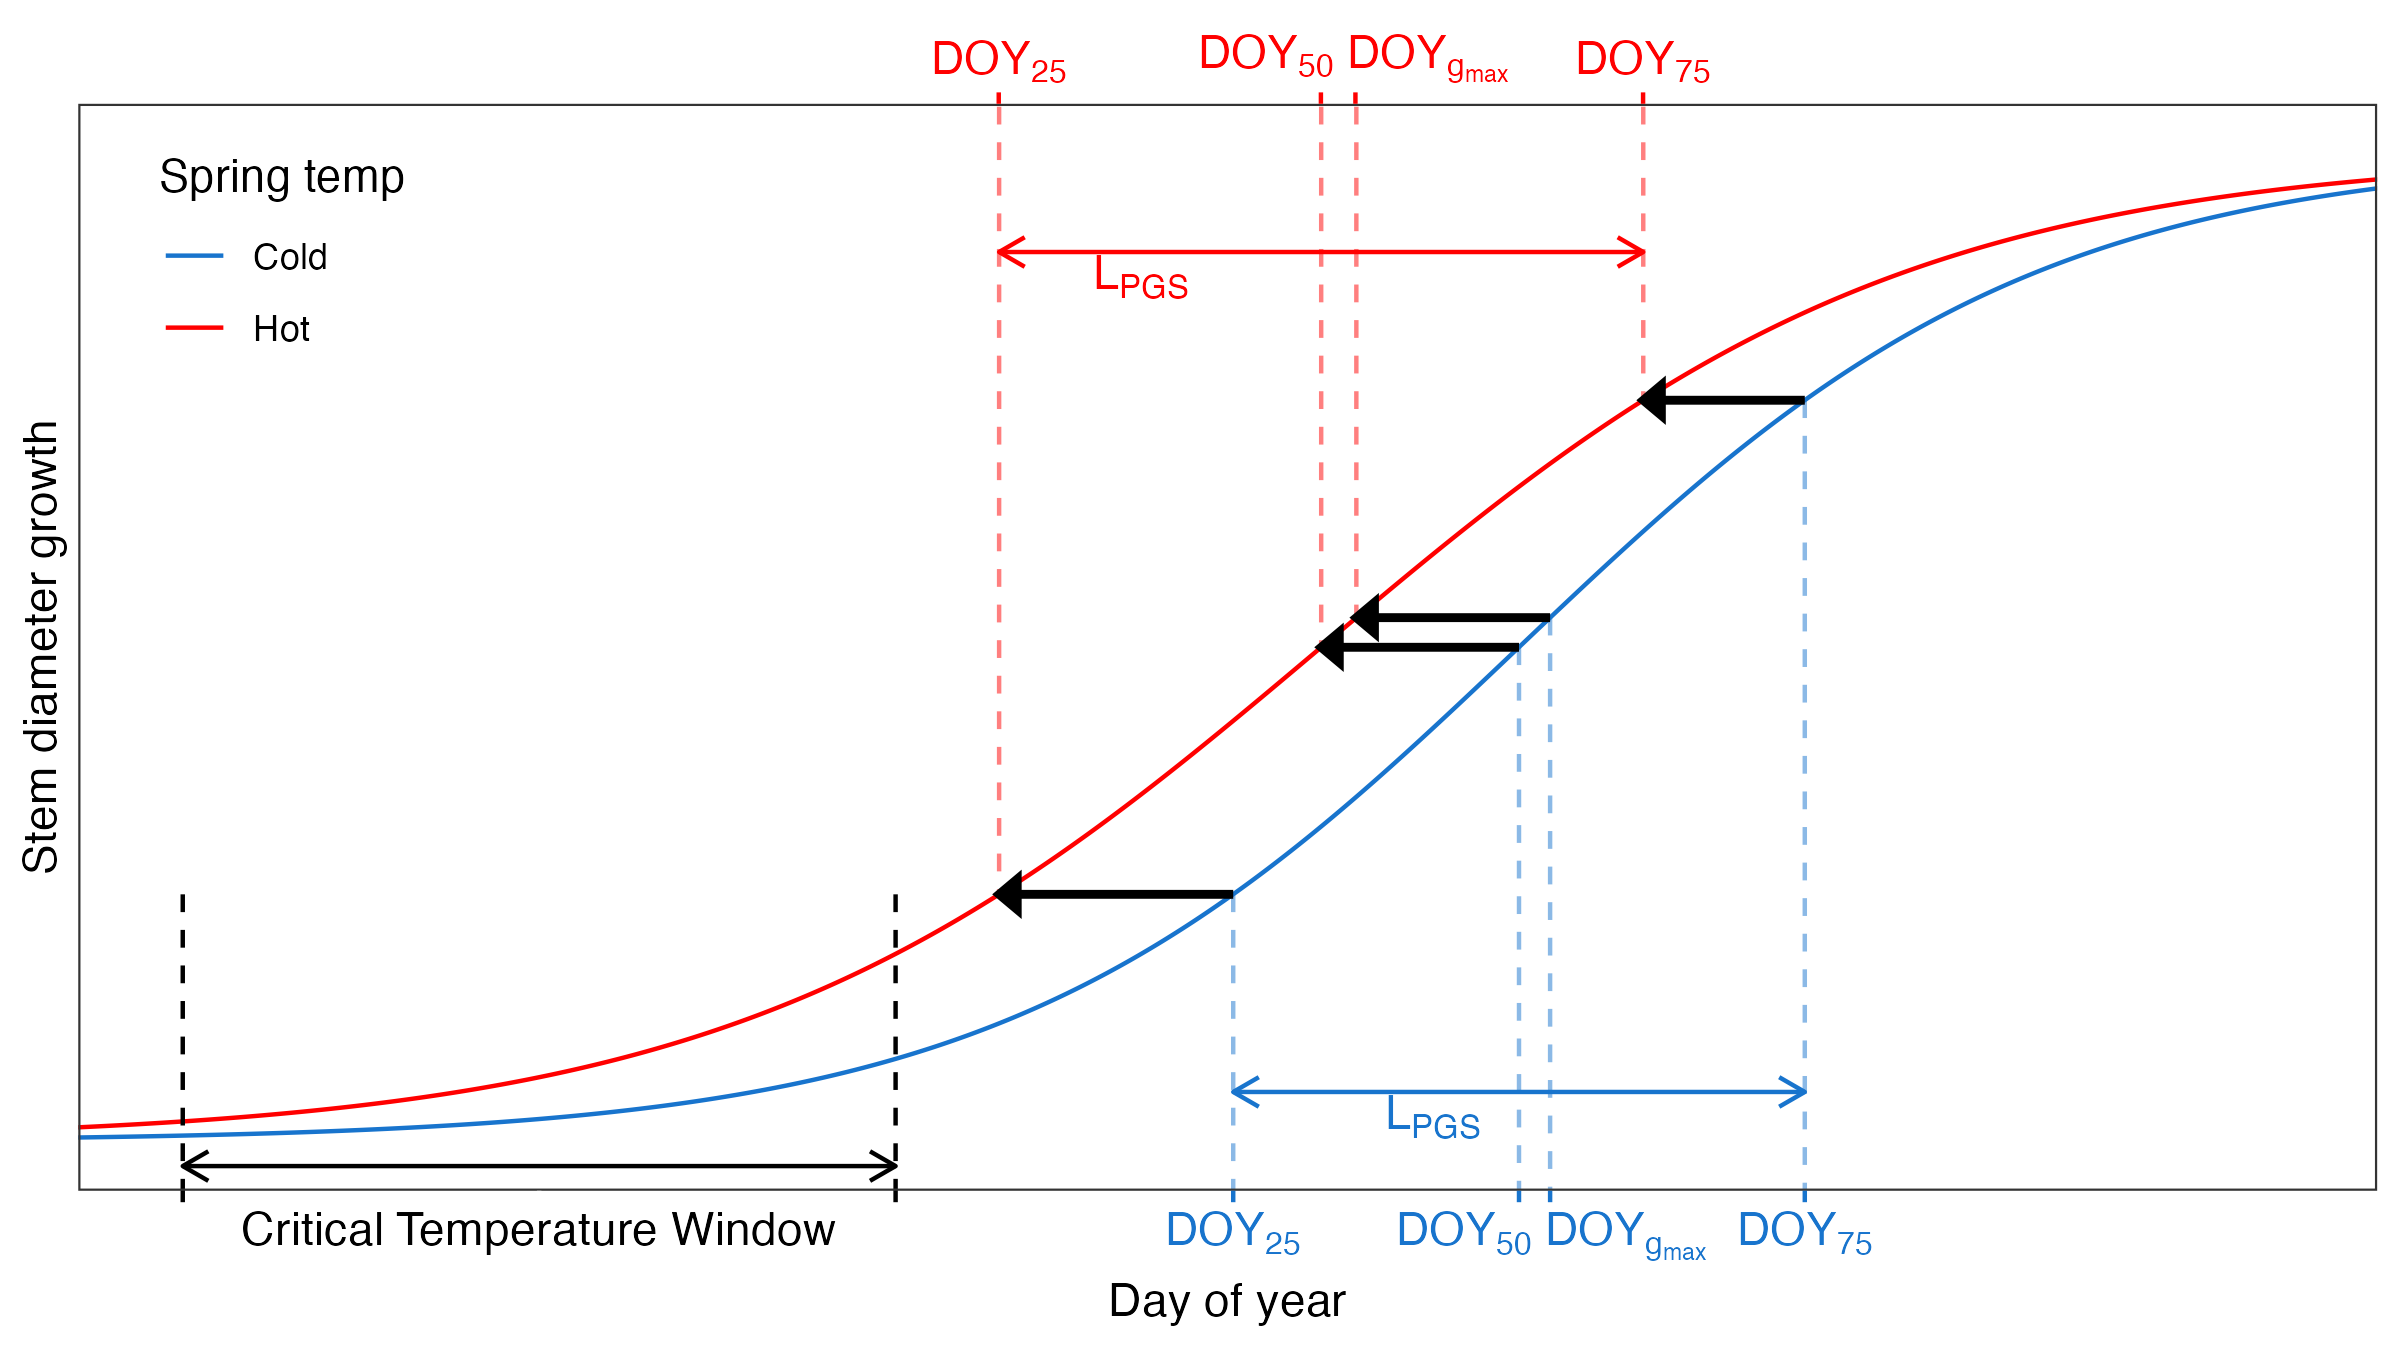 DOY25 DOY50 DOYgmax DOY75
Spring temp
Cold
Hot
LPGS
Stem diameter growth
LPGS
Critical Temperature Window
DOY25 DOY50 DOYgmax DOY75
Day of year